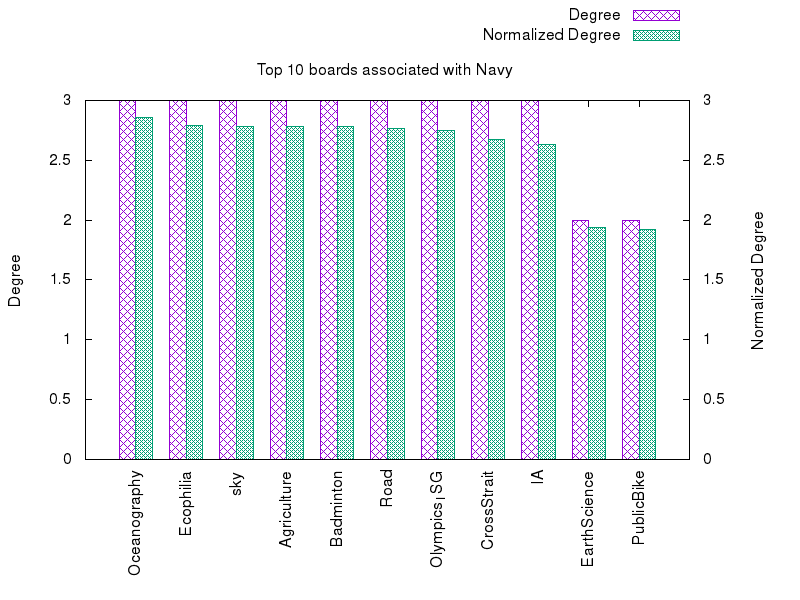 Degree
Normalized Degree
Top 10 boards associated with Navy
3
2.5
2
1.5
1
0.5
0
3
2.5
2
1.5
1
0.5
0
Degree
Normalized Degree
Oceanography
Ecophilia
sky
Agriculture
Badminton
Road
Olympics_SG
CrossStrait
IA
EarthScience
PublicBike